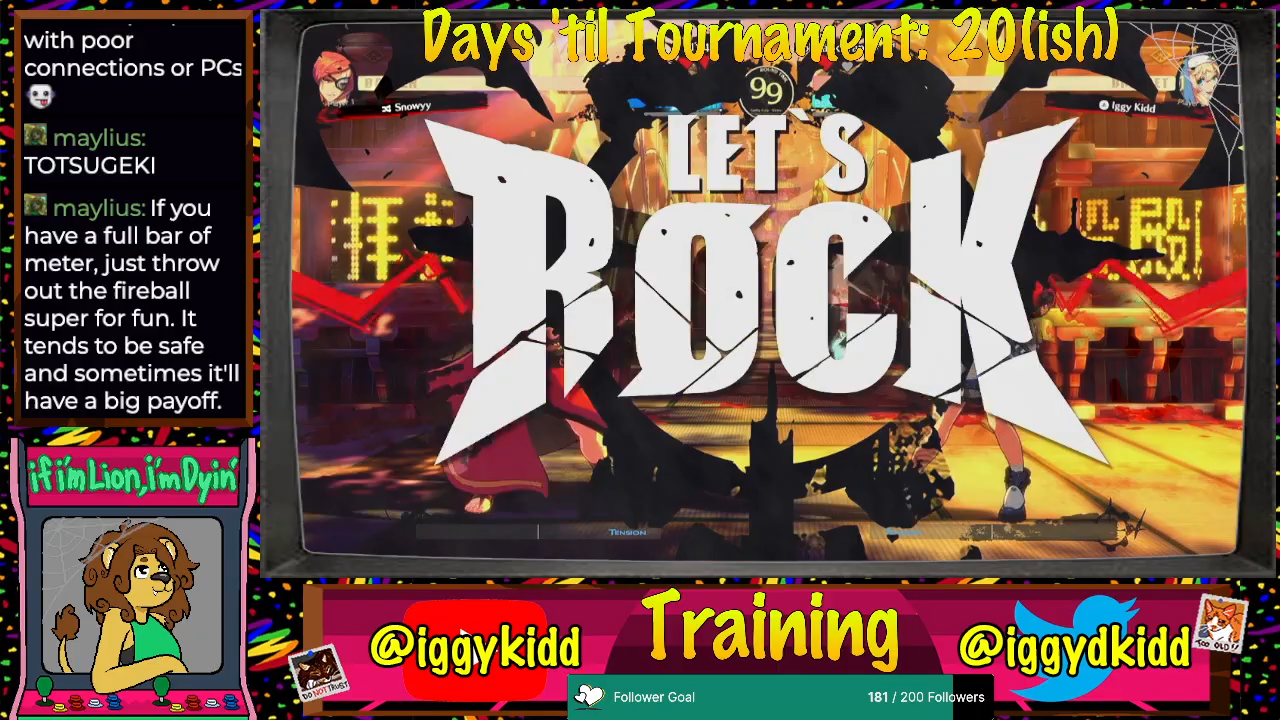 with poor
connections or PCs
maylius:
TOTSUGEKI
maylius: If you
have a full bar of
meter, just throw
out the fireball
super for fun. It
tends to be safe
and sometimes it'll
have a big payoff.
Days 'til Tournament: 20(ish)
Player 1
Snowyy
99
Iggy Kidd
LET`S
ROCK
TENSION
if i'm Lion, i'm Dyin'
@iggykidd
Training
@iggydkidd
DO NOT TRUST
TOO OLD
Follower Goal
181 / 200 Followers